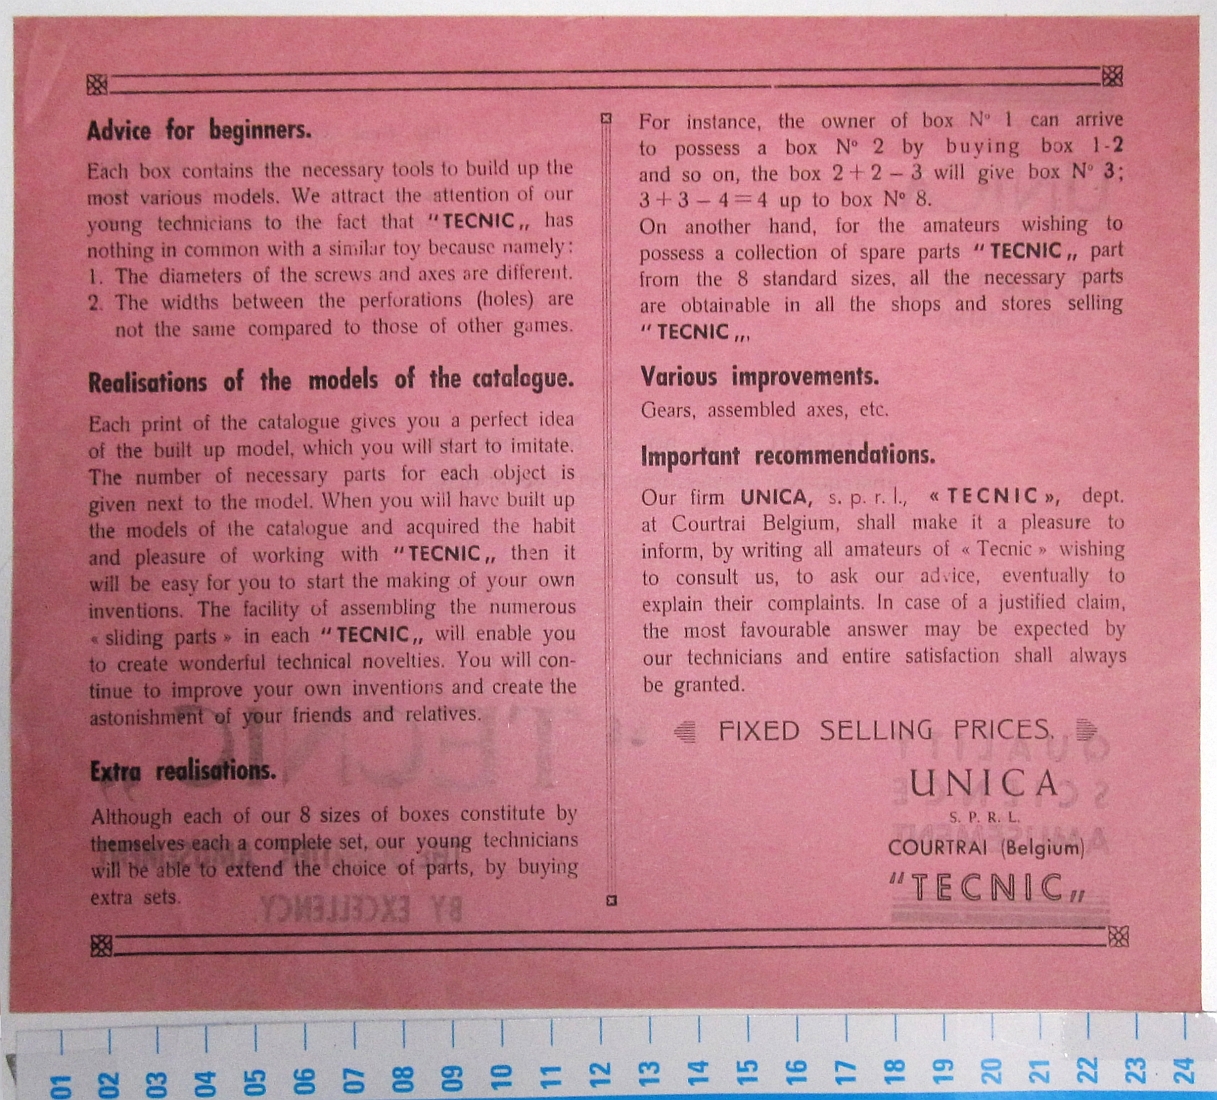 Advice for beginners.
Each box contains the necessary tools to build up the
most various models. We attract the attention of our
young technicians to the fact that "TECNIC„ has
nothing in common with a similar toy because namely:
1. The diameters of the screws and axes are different.
2. The widths between the perforations (holes) are
not the same compared to those of other games.
Realisations of the models of the catalogue.
Each print of the catalogue gives you a perfect idea
of the built up model, which you will start to imitate.
The number of necessary parts for each object is
given next to the model. When you will have built up
the models of the catalogue and acquired the habit
and pleasure of working with "TECNIC„ then it
will be easy for you to start the making of your own
inventions. The facility of assembling the numerous
« sliding parts » in each "TECNIC„ will enable you
to create wonderful technical novelties. You will con-
tinue to improve your own inventions and create the
astonishment of your friends and relatives.
Extra realisations.
Although each of our 8 sizes of boxes constitute by
themselves each a complete set, our young technicians
will be able to extend the choice of parts, by buying
extra sets.
For instance, the owner of box N° 1 can arrive
to possess a box N° 2 by buying box 1-2
and so on, the box 2 + 2 – 3 will give box N° 3;
3 + 3 – 4 = 4 up to box N° 8.
On another hand, for the amateurs wishing to
possess a collection of spare parts "TECNIC„ part
from the 8 standard sizes, all the necessary parts
are obtainable in all the shops and stores selling
"TECNIC„.
Various improvements.
Gears, assembled axes, etc.
Important recommendations.
Our firm UNICA, s. p. r. l., « TECNIC », dept.
at Courtrai Belgium, shall make it a pleasure to
inform, by writing all amateurs of « Tecnic » wishing
to consult us, to ask our advice, eventually to
explain their complaints. In case of a justified claim,
the most favourable answer may be expected by
our technicians and entire satisfaction shall always
be granted.
FIXED SELLING PRICES.
UNICA
S. P. R. L.
COURTRAI (Belgium)
"TECNIC„
01 02 03 04 05 06 07 08 09 10 11 12 13 14 15 16 17 18 19 20 21 22 23 24